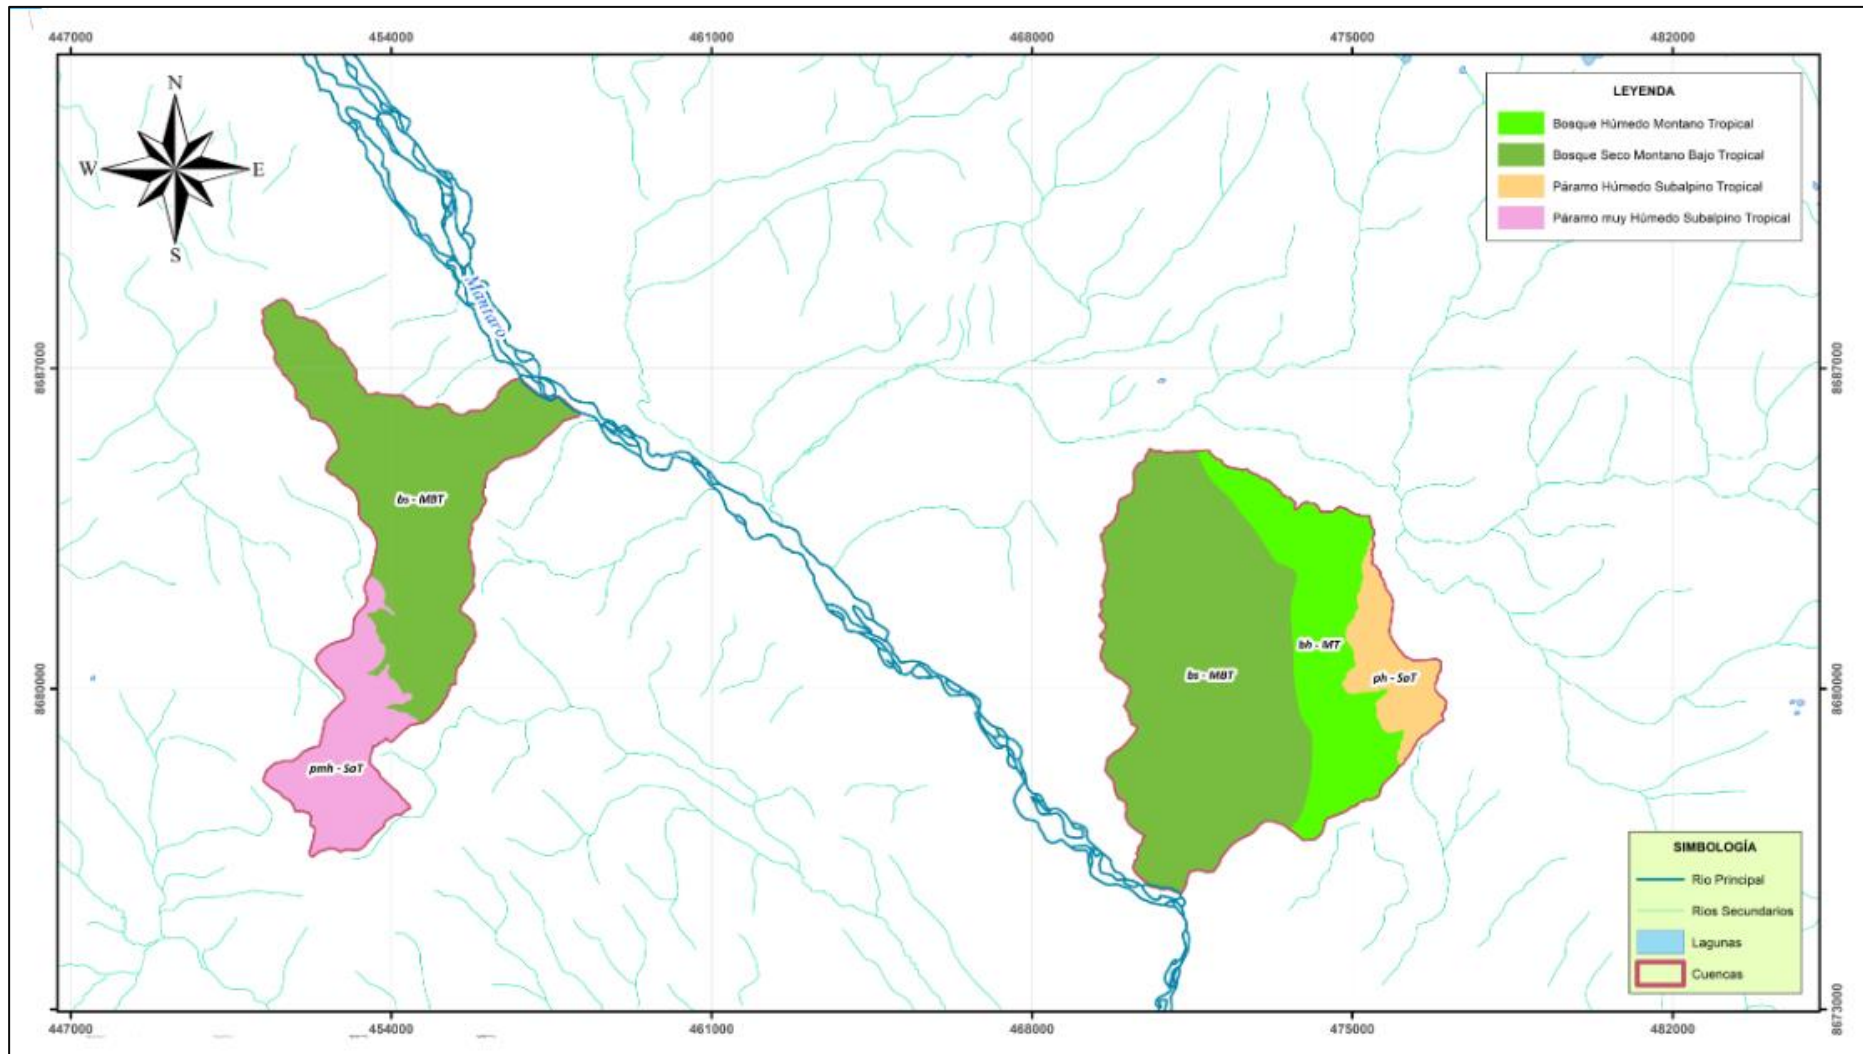 447000 454000 461000 468000 475000 482000
N
W E
S
LEYENDA
Bosque Húmedo Montano Tropical
Bosque Seco Montano Bajo Tropical
Páramo Húmedo Subalpino Tropical
Páramo muy Húmedo Subalpino Tropical
Mantaro
8687000 8687000
bs - MBT
bh - MT
bs - MBT
ph - SaT
8680000 8680000
pmh - SaT
SIMBOLOGÍA
Rio Principal
Rios Secundarios
Lagunas
Cuencas
8673000
447000 454000 461000 468000 475000 482000